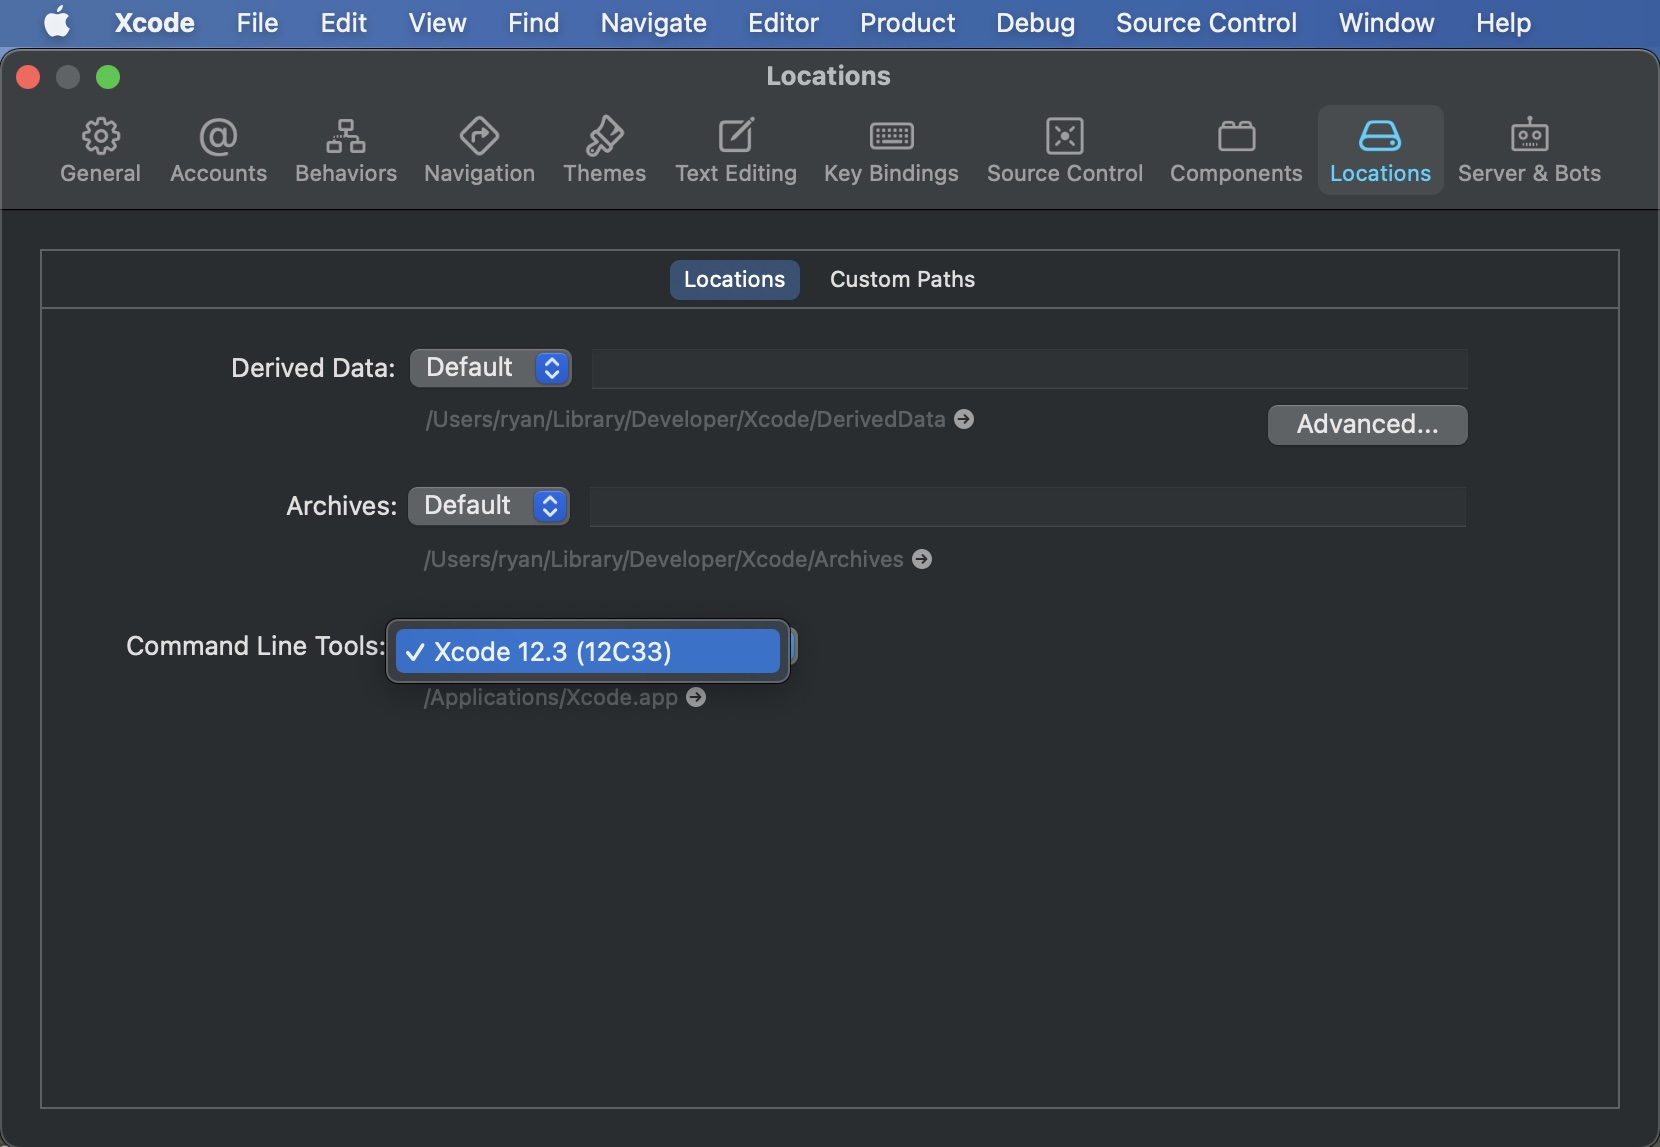 Xcode File Edit View Find Navigate Editor Product Debug Source Control Window Help
Locations
General Accounts Behaviors Navigation Themes Text Editing Key Bindings Source Control Components Locations Server & Bots
Locations Custom Paths
Derived Data: Default
/Users/ryan/Library/Developer/Xcode/DerivedData
Advanced...
Archives: Default
/Users/ryan/Library/Developer/Xcode/Archives
Command Line Tools: ✓ Xcode 12.3 (12C33)
/Applications/Xcode.app